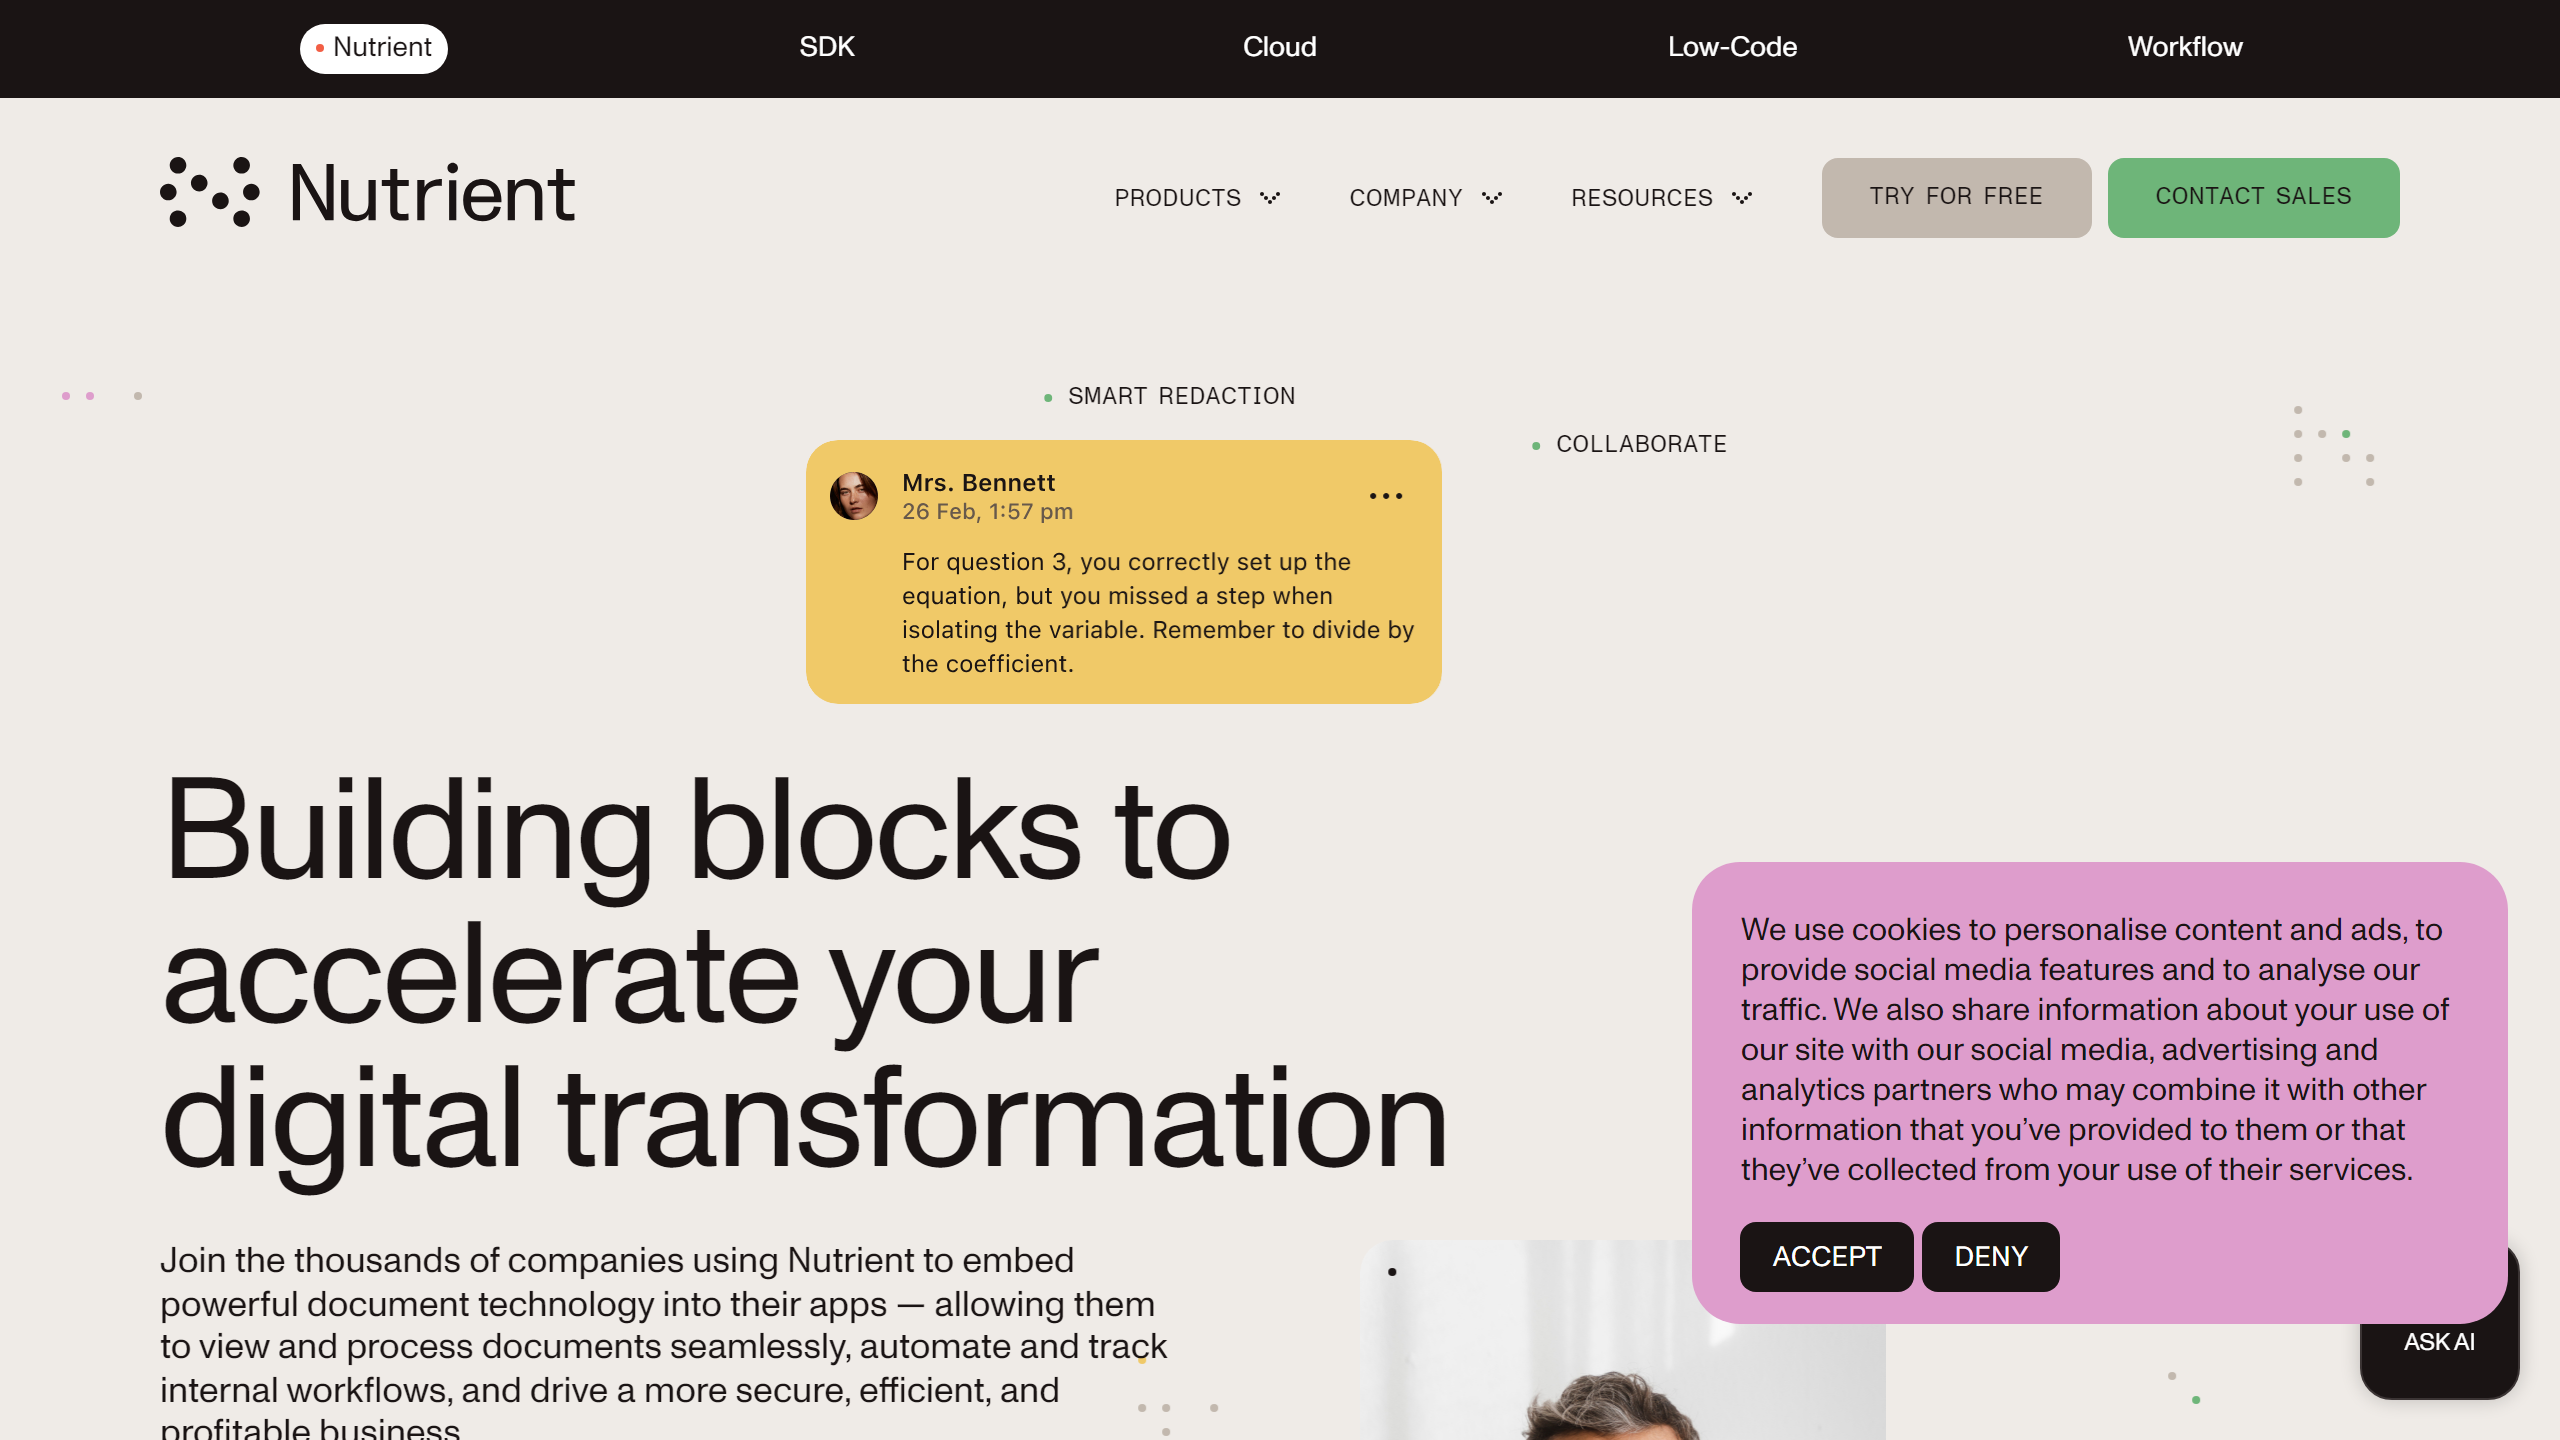 Nutrient
SDK
Cloud
Low-Code
Workflow
Nutrient
PRODUCTS
COMPANY
RESOURCES
TRY FOR FREE
CONTACT SALES
SMART REDACTION
COLLABORATE
Mrs. Bennett
26 Feb, 1:57 pm
For question 3, you correctly set up the
equation, but you missed a step when
isolating the variable. Remember to divide by
the coefficient.
Building blocks to
accelerate your
digital transformation
Join the thousands of companies using Nutrient to embed
powerful document technology into their apps — allowing them
to view and process documents seamlessly, automate and track
internal workflows, and drive a more secure, efficient, and
profitable business
We use cookies to personalise content and ads, to
provide social media features and to analyse our
traffic. We also share information about your use of
our site with our social media, advertising and
analytics partners who may combine it with other
information that you’ve provided to them or that
they’ve collected from your use of their services.
ACCEPT
DENY
ASK AI